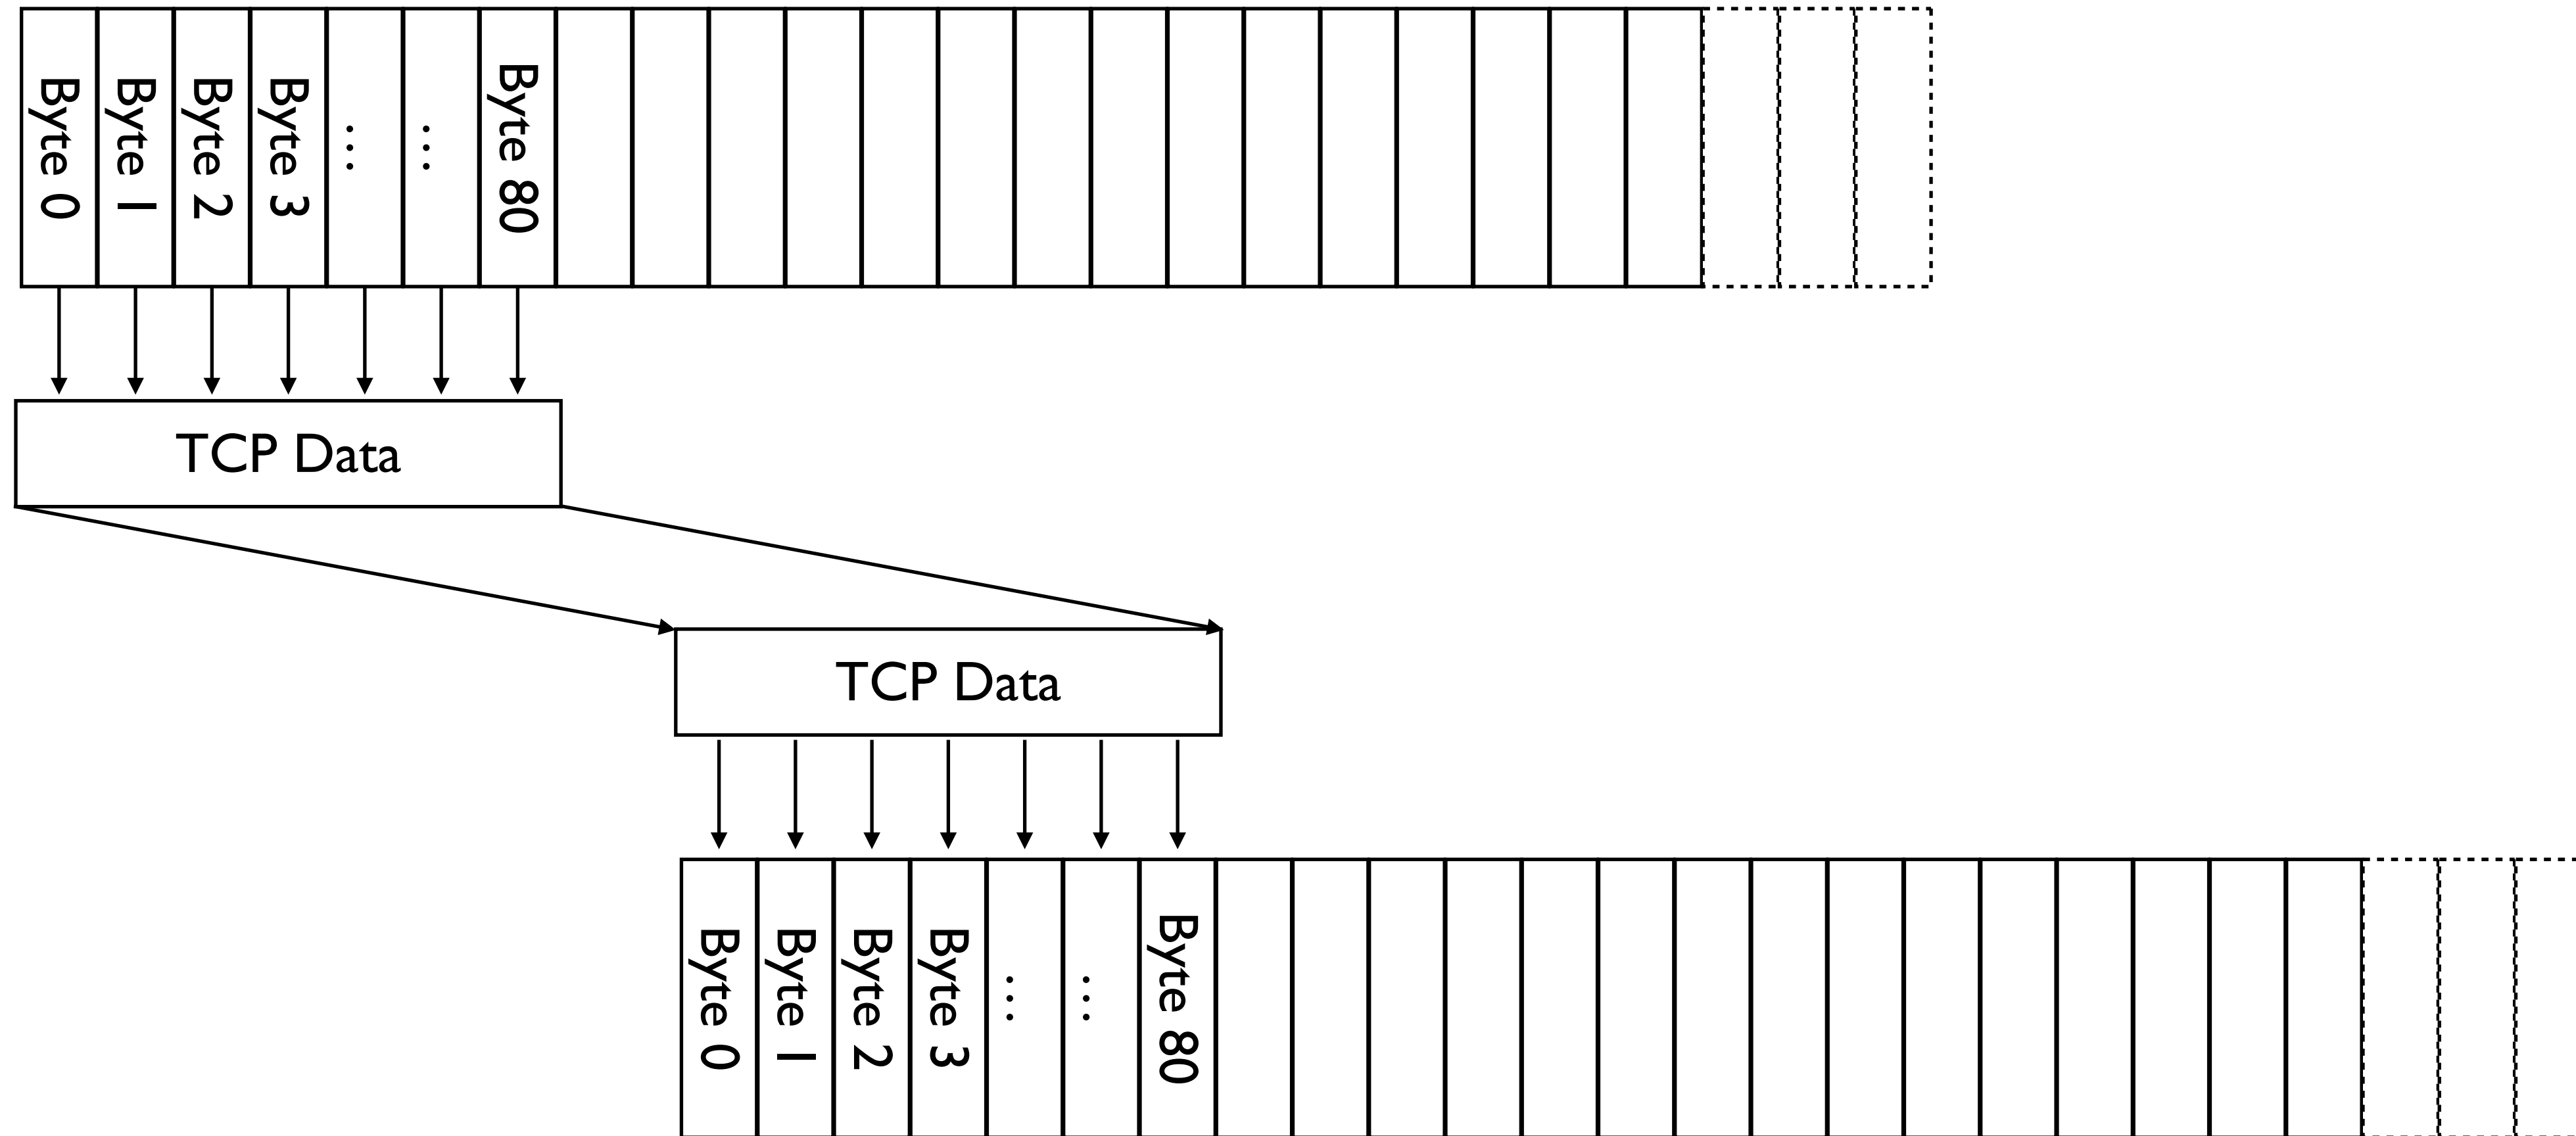 Byte 0
Byte 1
Byte 2
Byte 3
...
...
Byte 80
TCP Data
TCP Data
Byte 0
Byte 1
Byte 2
Byte 3
...
...
Byte 80